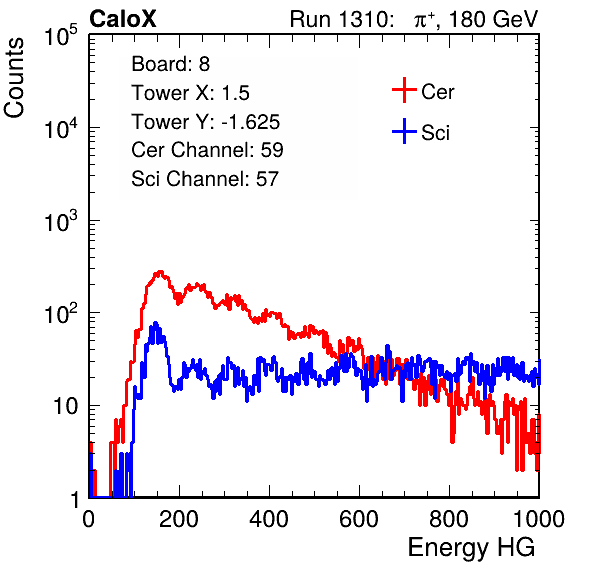 CaloX Run 1310: π⁺, 180 GeV
Counts
10⁵
10⁴
10³
10²
10
1
Board: 8
Tower X: 1.5
Tower Y: -1.625
Cer Channel: 59
Sci Channel: 57
Cer
Sci
0 200 400 600 800 1000
Energy HG